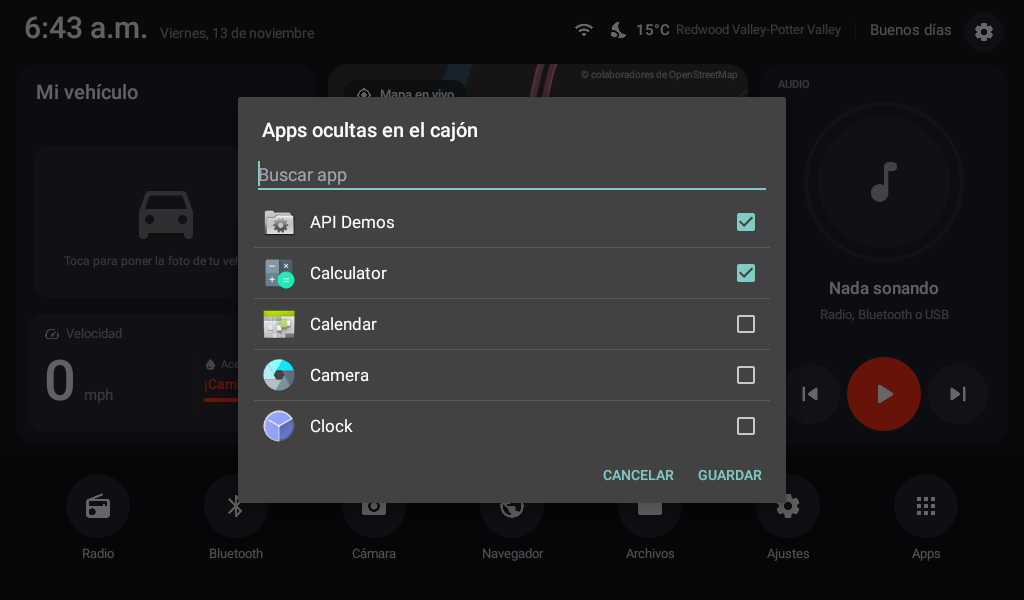 6:43 a.m.
Viernes, 13 de noviembre
15°C Redwood Valley-Potter Valley
Buenos días
Mi vehículo
© colaboradores de OpenStreetMap
Mapa en vivo
AUDIO
Apps ocultas en el cajón
Buscar app
API Demos
Calculator
Calendar
Camera
Clock
CANCELAR
GUARDAR
Toca para poner la foto de tu
Velocidad
0 mph
¡Cam
Nada sonando
Radio, Bluetooth o USB
Radio
Bluetooth
Cámara
Navegador
Archivos
Ajustes
Apps